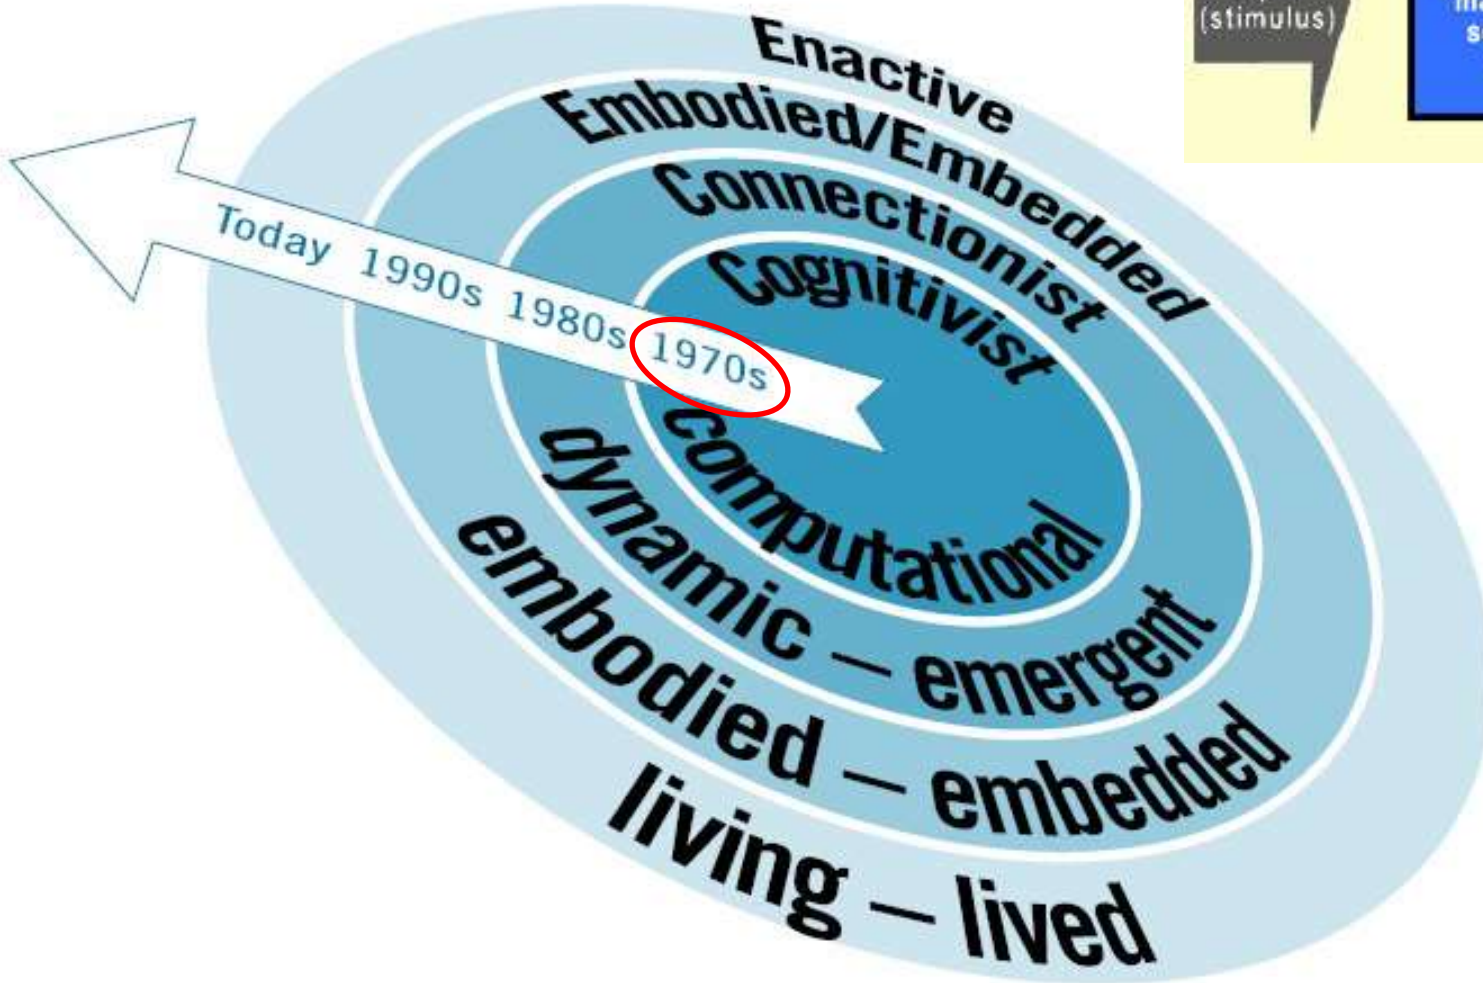 (stimulus)
Enactive
Embodied/Embedded
Connectionist
Cognitivist
Today 1990s 1980s 1970s
computational
dynamic – emergent
embodied – embedded
living – lived